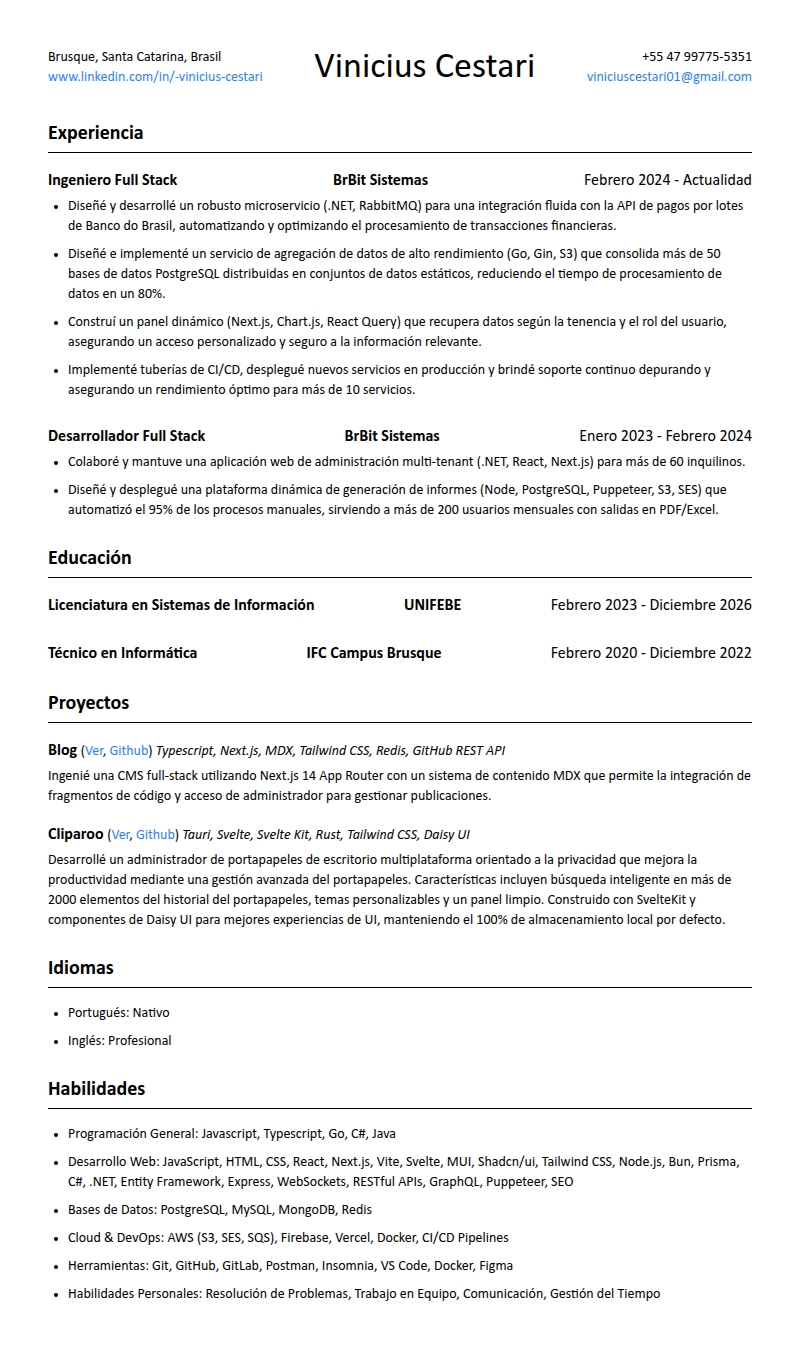 Brusque, Santa Catarina, Brasil
www.linkedin.com/in/-vinicius-cestari
Vinicius Cestari
+55 47 99775-5351
viniciuscestari01@gmail.com
Experiencia
Ingeniero Full Stack BrBit Sistemas Febrero 2024 - Actualidad
• Diseñé y desarrollé un robusto microservicio (.NET, RabbitMQ) para una integración fluida con la API de pagos por lotes
de Banco do Brasil, automatizando y optimizando el procesamiento de transacciones financieras.
• Diseñé e implementé un servicio de agregación de datos de alto rendimiento (Go, Gin, S3) que consolida más de 50
bases de datos PostgreSQL distribuidas en conjuntos de datos estáticos, reduciendo el tiempo de procesamiento de
datos en un 80%.
• Construí un panel dinámico (Next.js, Chart.js, React Query) que recupera datos según la tenencia y el rol del usuario,
asegurando un acceso personalizado y seguro a la información relevante.
• Implementé tuberías de CI/CD, desplegué nuevos servicios en producción y brindé soporte continuo depurando y
asegurando un rendimiento óptimo para más de 10 servicios.
Desarrollador Full Stack BrBit Sistemas Enero 2023 - Febrero 2024
• Colaboré y mantuve una aplicación web de administración multi-tenant (.NET, React, Next.js) para más de 60 inquilinos.
• Diseñé y desplegué una plataforma dinámica de generación de informes (Node, PostgreSQL, Puppeteer, S3, SES) que
automatizó el 95% de los procesos manuales, sirviendo a más de 200 usuarios mensuales con salidas en PDF/Excel.
Educación
Licenciatura en Sistemas de Información UNIFEBE Febrero 2023 - Diciembre 2026
Técnico en Informática IFC Campus Brusque Febrero 2020 - Diciembre 2022
Proyectos
Blog (Ver, Github) Typescript, Next.js, MDX, Tailwind CSS, Redis, GitHub REST API
Ingenié una CMS full-stack utilizando Next.js 14 App Router con un sistema de contenido MDX que permite la integración de
fragmentos de código y acceso de administrador para gestionar publicaciones.
Cliparoo (Ver, Github) Tauri, Svelte, Svelte Kit, Rust, Tailwind CSS, Daisy UI
Desarrollé un administrador de portapapeles de escritorio multiplataforma orientado a la privacidad que mejora la
productividad mediante una gestión avanzada del portapapeles. Características incluyen búsqueda inteligente en más de
2000 elementos del historial del portapapeles, temas personalizables y un panel limpio. Construido con SvelteKit y
componentes de Daisy UI para mejores experiencias de UI, manteniendo el 100% de almacenamiento local por defecto.
Idiomas
• Portugués: Nativo
• Inglés: Profesional
Habilidades
• Programación General: Javascript, Typescript, Go, C#, Java
• Desarrollo Web: JavaScript, HTML, CSS, React, Next.js, Vite, Svelte, MUI, Shadcn/ui, Tailwind CSS, Node.js, Bun, Prisma,
C#, .NET, Entity Framework, Express, WebSockets, RESTful APIs, GraphQL, Puppeteer, SEO
• Bases de Datos: PostgreSQL, MySQL, MongoDB, Redis
• Cloud & DevOps: AWS (S3, SES, SQS), Firebase, Vercel, Docker, CI/CD Pipelines
• Herramientas: Git, GitHub, GitLab, Postman, Insomnia, VS Code, Docker, Figma
• Habilidades Personales: Resolución de Problemas, Trabajo en Equipo, Comunicación, Gestión del Tiempo